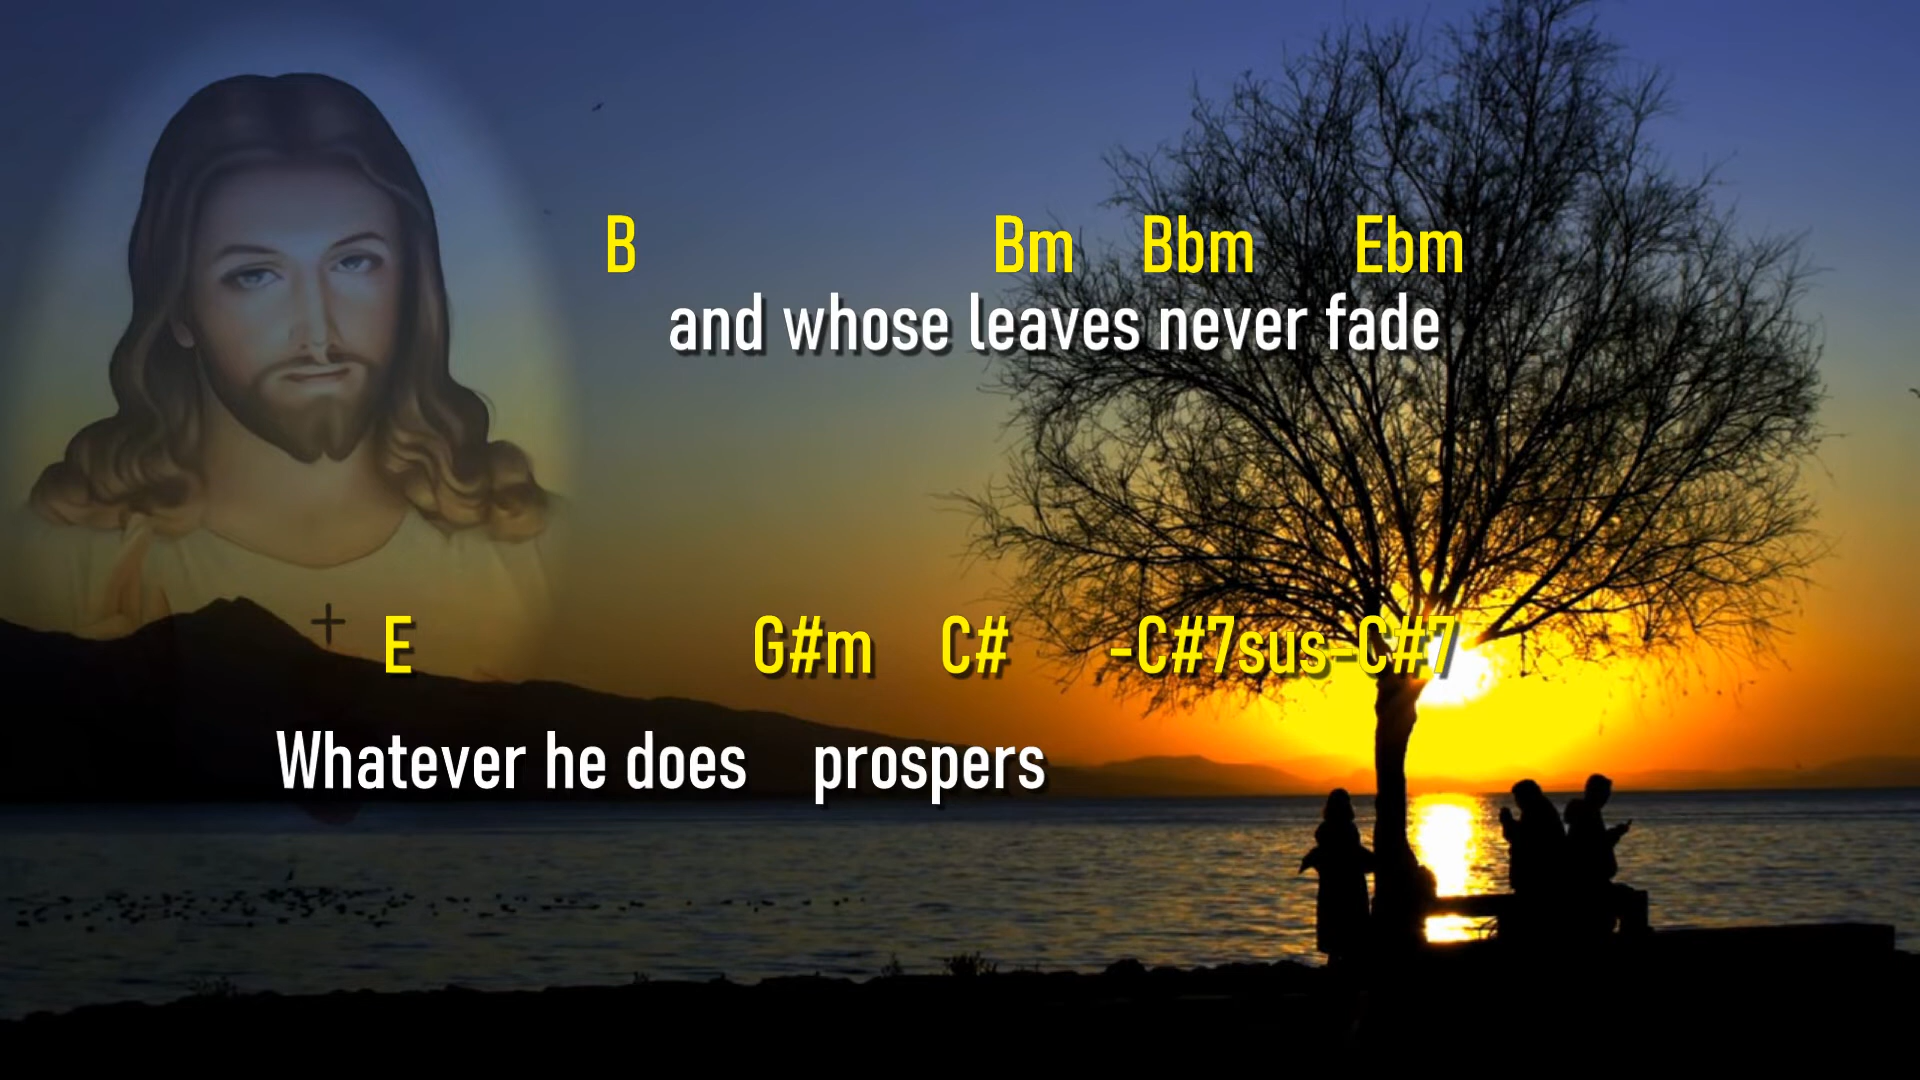 B Bm Bbm Ebm
and whose leaves never fade
E G#m C# -C#7sus-C#7
Whatever he does prospers